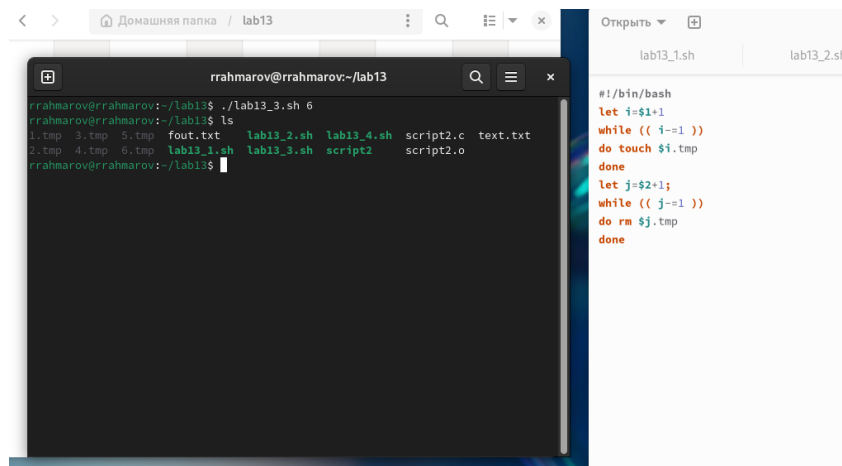 Домашняя папка / lab13
rrahmarov@rrahmarov:~/lab13
rrahmarov@rrahmarov:~/lab13$ ./lab13_3.sh 6
rrahmarov@rrahmarov:~/lab13$ ls
1.tmp 3.tmp 5.tmp fout.txt lab13_2.sh lab13_4.sh script2.c text.txt
2.tmp 4.tmp 6.tmp lab13_1.sh lab13_3.sh script2 script2.o
rrahmarov@rrahmarov:~/lab13$
Открыть
lab13_1.sh lab13_2.sl
#!/bin/bash
let i=$1+1
while (( i-=1 ))
do touch $i.tmp
done
let j=$2+1;
while (( j-=1 ))
do rm $j.tmp
done